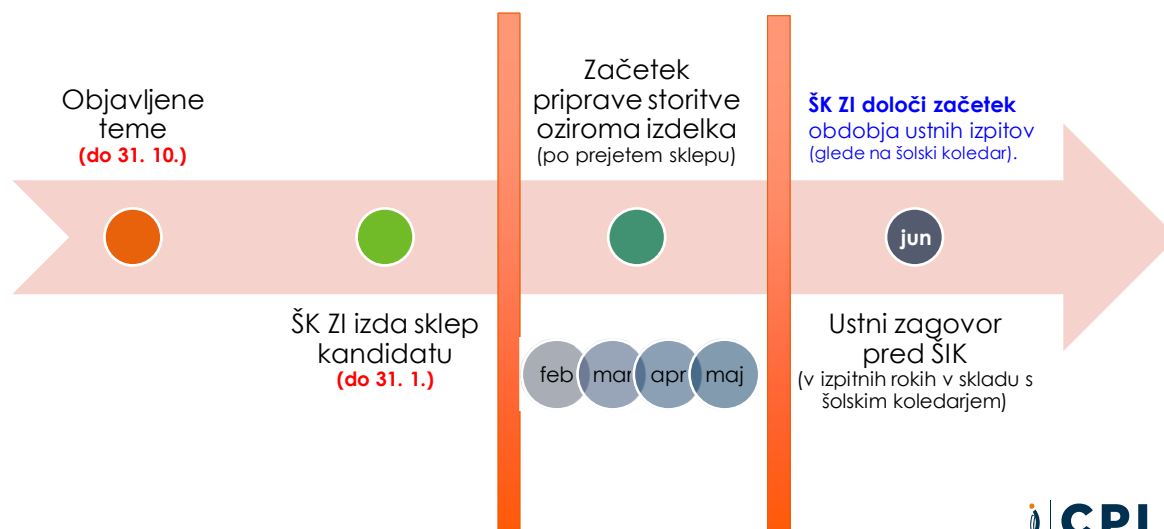 Objavljene
teme
(do 31. 10.)
ŠK ZI izda sklep
kandidatu
(do 31. 1.)
Začetek
priprave storitve
oziroma izdelka
(po prejetem sklepu)
feb mar apr maj
ŠK ZI določi začetek
obdobja ustnih izpitov
(glede na šolski koledar).
jun
Ustni zagovor
pred ŠIK
(v izpitnih rokih v skladu s
šolskim koledarjem)
CPI